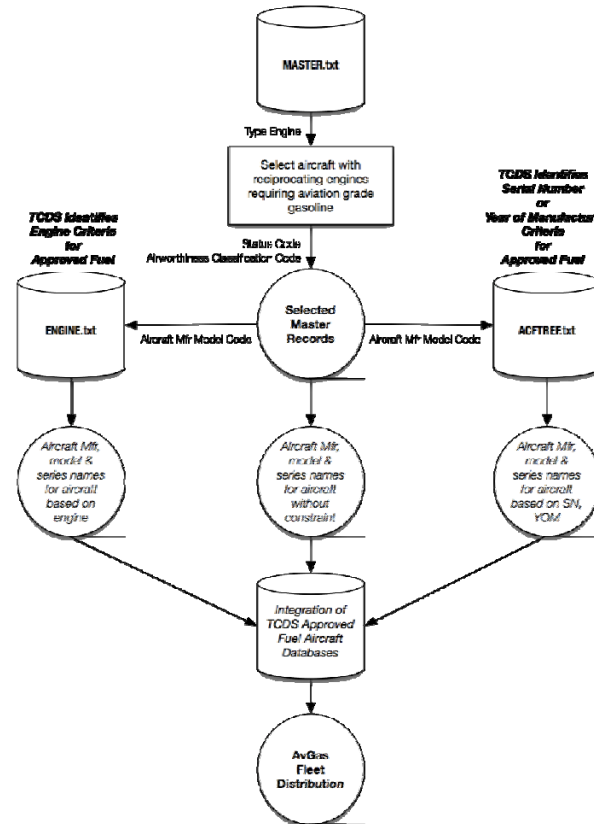 MASTER.txt
Type Engine
Select aircraft with
reciprocating engines
requiring aviation grade
gasoline
TCDS Identifies
Engine Criteria
for
Approved Fuel
TCDS Identifies
Serial Number
or
Year of Manufactur
Criteria
for
Approved Fuel
Status Code
Airworthiness Classification Code
ENGINE.txt
Aircraft Mfr Model Code
Selected
Master
Records
Aircraft Mfr Model Code
ACFTREF.txt
Aircraft Mfr,
model &
series names
for aircraft
based on
engine
Aircraft Mfr,
model &
series names
for aircraft
without
constraint
Aircraft Mfr,
model &
series names
for aircraft
based on SN,
YOM
Integration of
TCDS Approved
Fuel Aircraft
Databases
AvGas
Fleet
Distribution